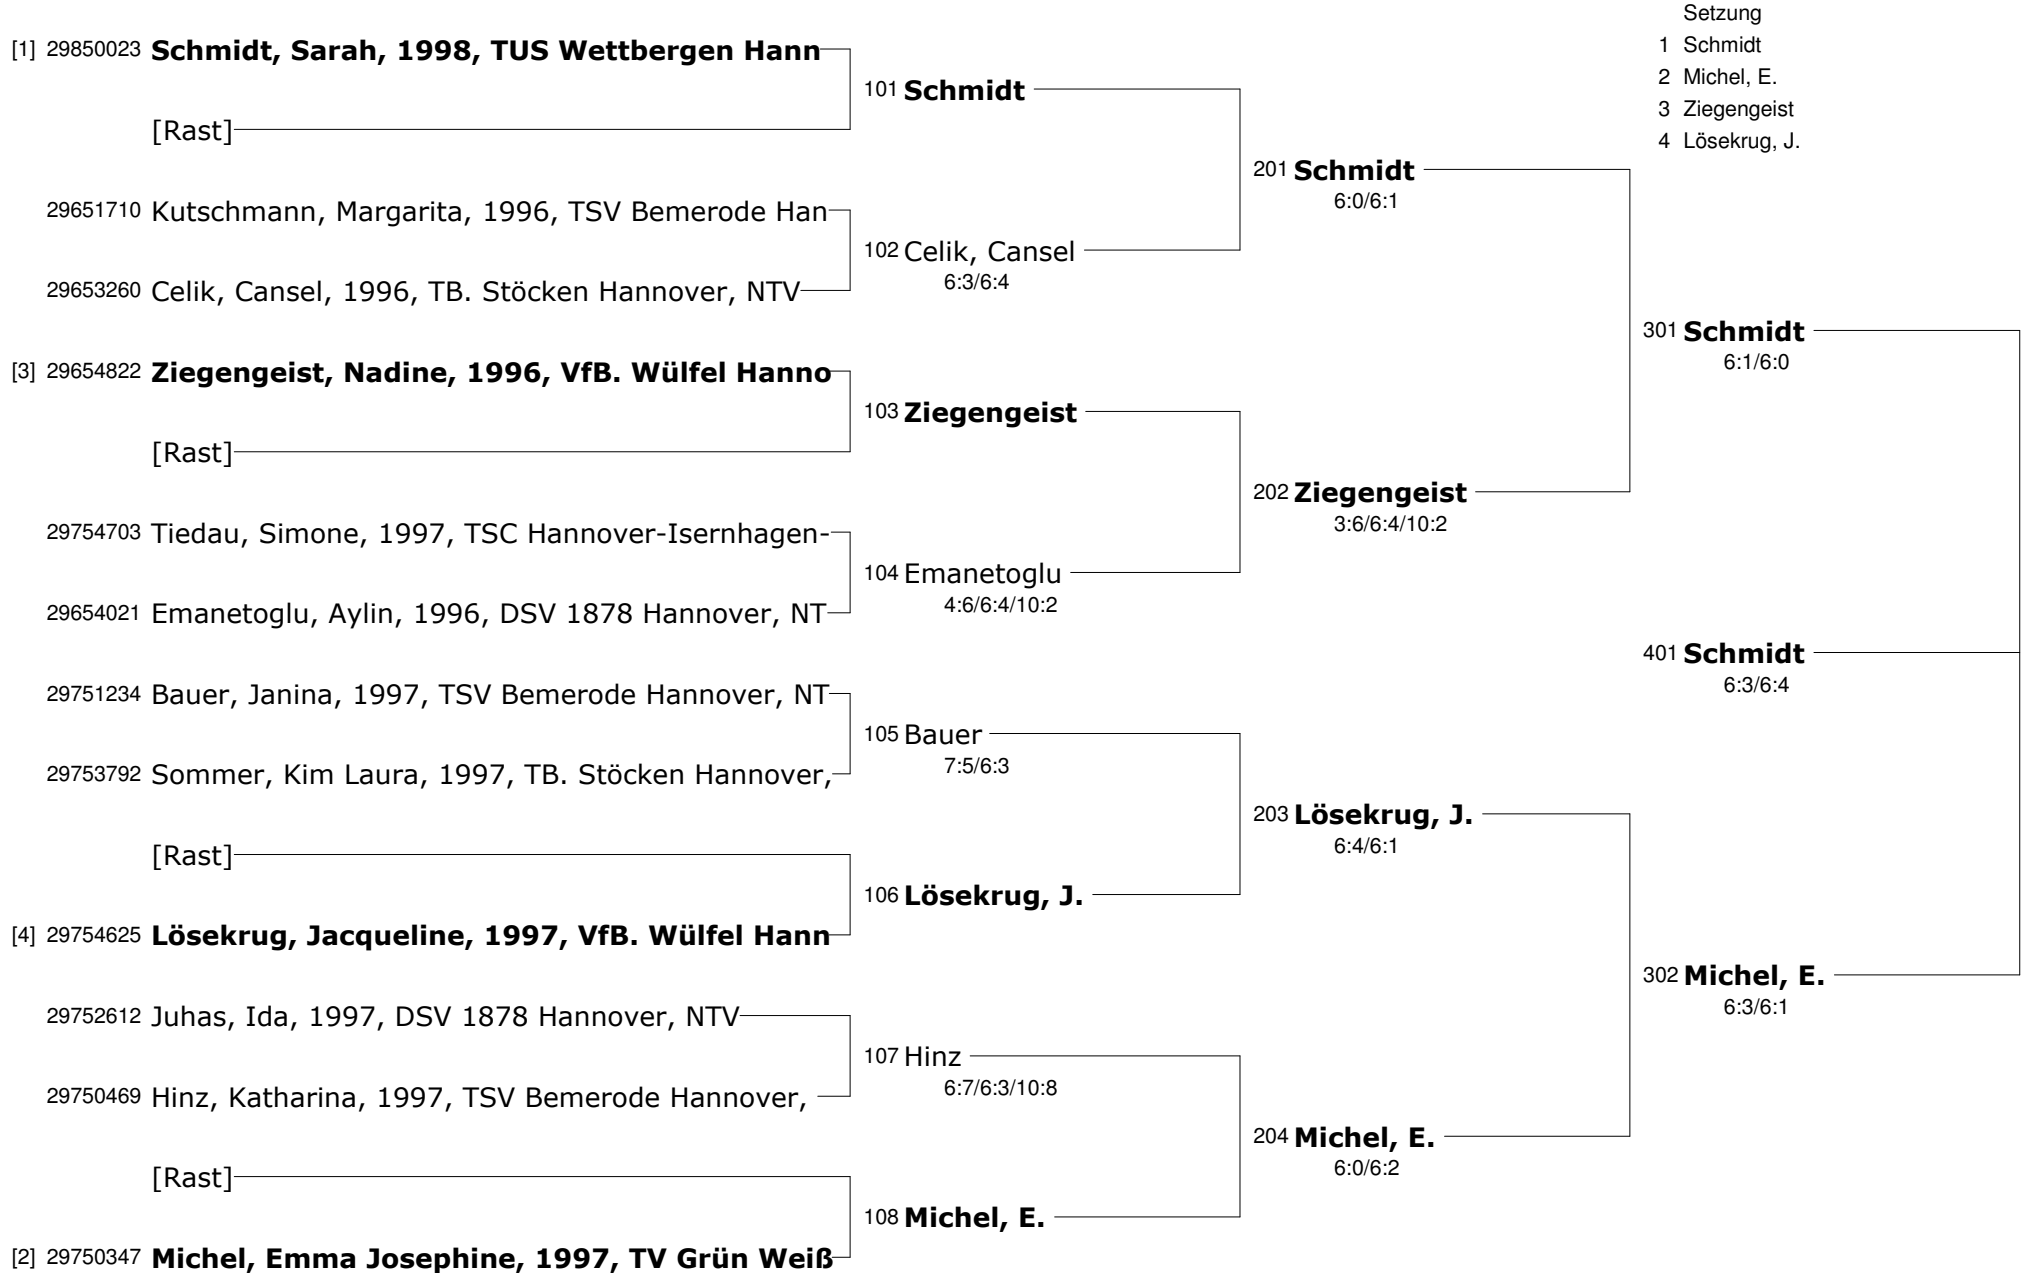 Setzung
1 Schmidt
2 Michel, E.
3 Ziegengeist
4 Lösekrug, J.
[1] 29850023 Schmidt, Sarah, 1998, TUS Wettbergen Hann
101 Schmidt
[Rast]
201 Schmidt
6:0/6:1
29651710 Kutschmann, Margarita, 1996, TSV Bemerode Han
102 Celik, Cansel
6:3/6:4
29653260 Celik, Cansel, 1996, TB. Stöcken Hannover, NTV
301 Schmidt
6:1/6:0
[3] 29654822 Ziegengeist, Nadine, 1996, VfB. Wülfel Hanno
103 Ziegengeist
[Rast]
202 Ziegengeist
3:6/6:4/10:2
29754703 Tiedau, Simone, 1997, TSC Hannover-Isernhagen-
104 Emanetoglu
4:6/6:4/10:2
29654021 Emanetoglu, Aylin, 1996, DSV 1878 Hannover, NT
401 Schmidt
6:3/6:4
29751234 Bauer, Janina, 1997, TSV Bemerode Hannover, NT
105 Bauer
7:5/6:3
29753792 Sommer, Kim Laura, 1997, TB. Stöcken Hannover,
203 Lösekrug, J.
6:4/6:1
[Rast]
106 Lösekrug, J.
[4] 29754625 Lösekrug, Jacqueline, 1997, VfB. Wülfel Hann
302 Michel, E.
6:3/6:1
29752612 Juhas, Ida, 1997, DSV 1878 Hannover, NTV
107 Hinz
6:7/6:3/10:8
29750469 Hinz, Katharina, 1997, TSV Bemerode Hannover,
204 Michel, E.
6:0/6:2
[Rast]
108 Michel, E.
[2] 29750347 Michel, Emma Josephine, 1997, TV Grün Weiß